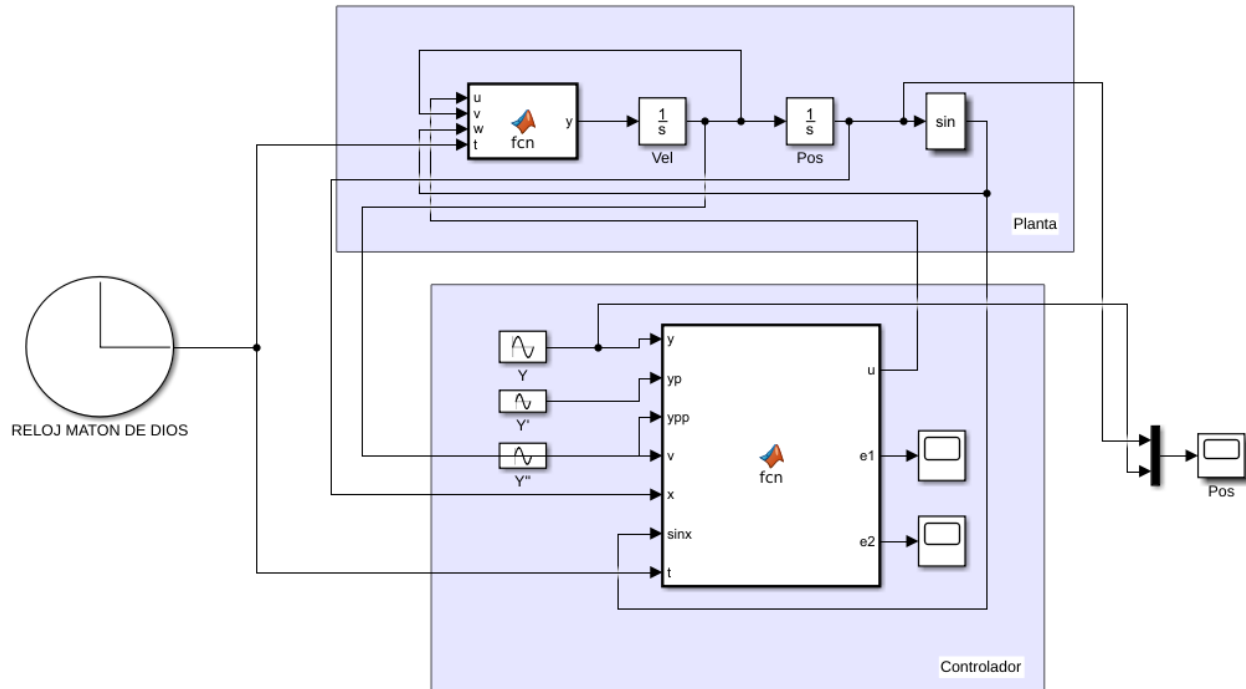 u
v
w
t
fcn
y
1
s
Vel
1
s
Pos
sin
Planta
RELOJ MATON DE DIOS
Y
Y'
Y"
y
yp
ypp
v
x
sinx
t
fcn
u
e1
e2
Pos
Controlador